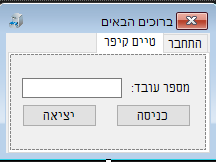 ברוכים הבאים
התחבר טיים קיפר
מספר עובד:
כניסה יציאה